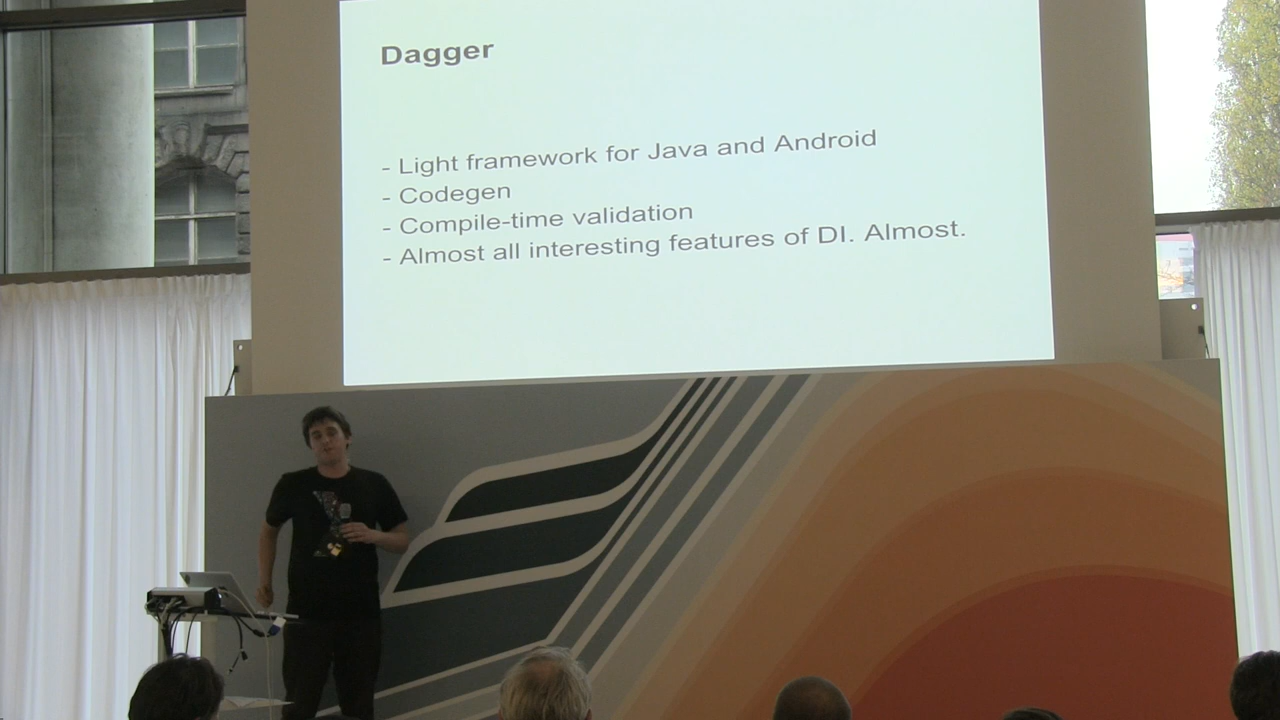 Dagger
- Light framework for Java and Android
- Codegen
- Compile-time validation
- Almost all interesting features of DI. Almost.